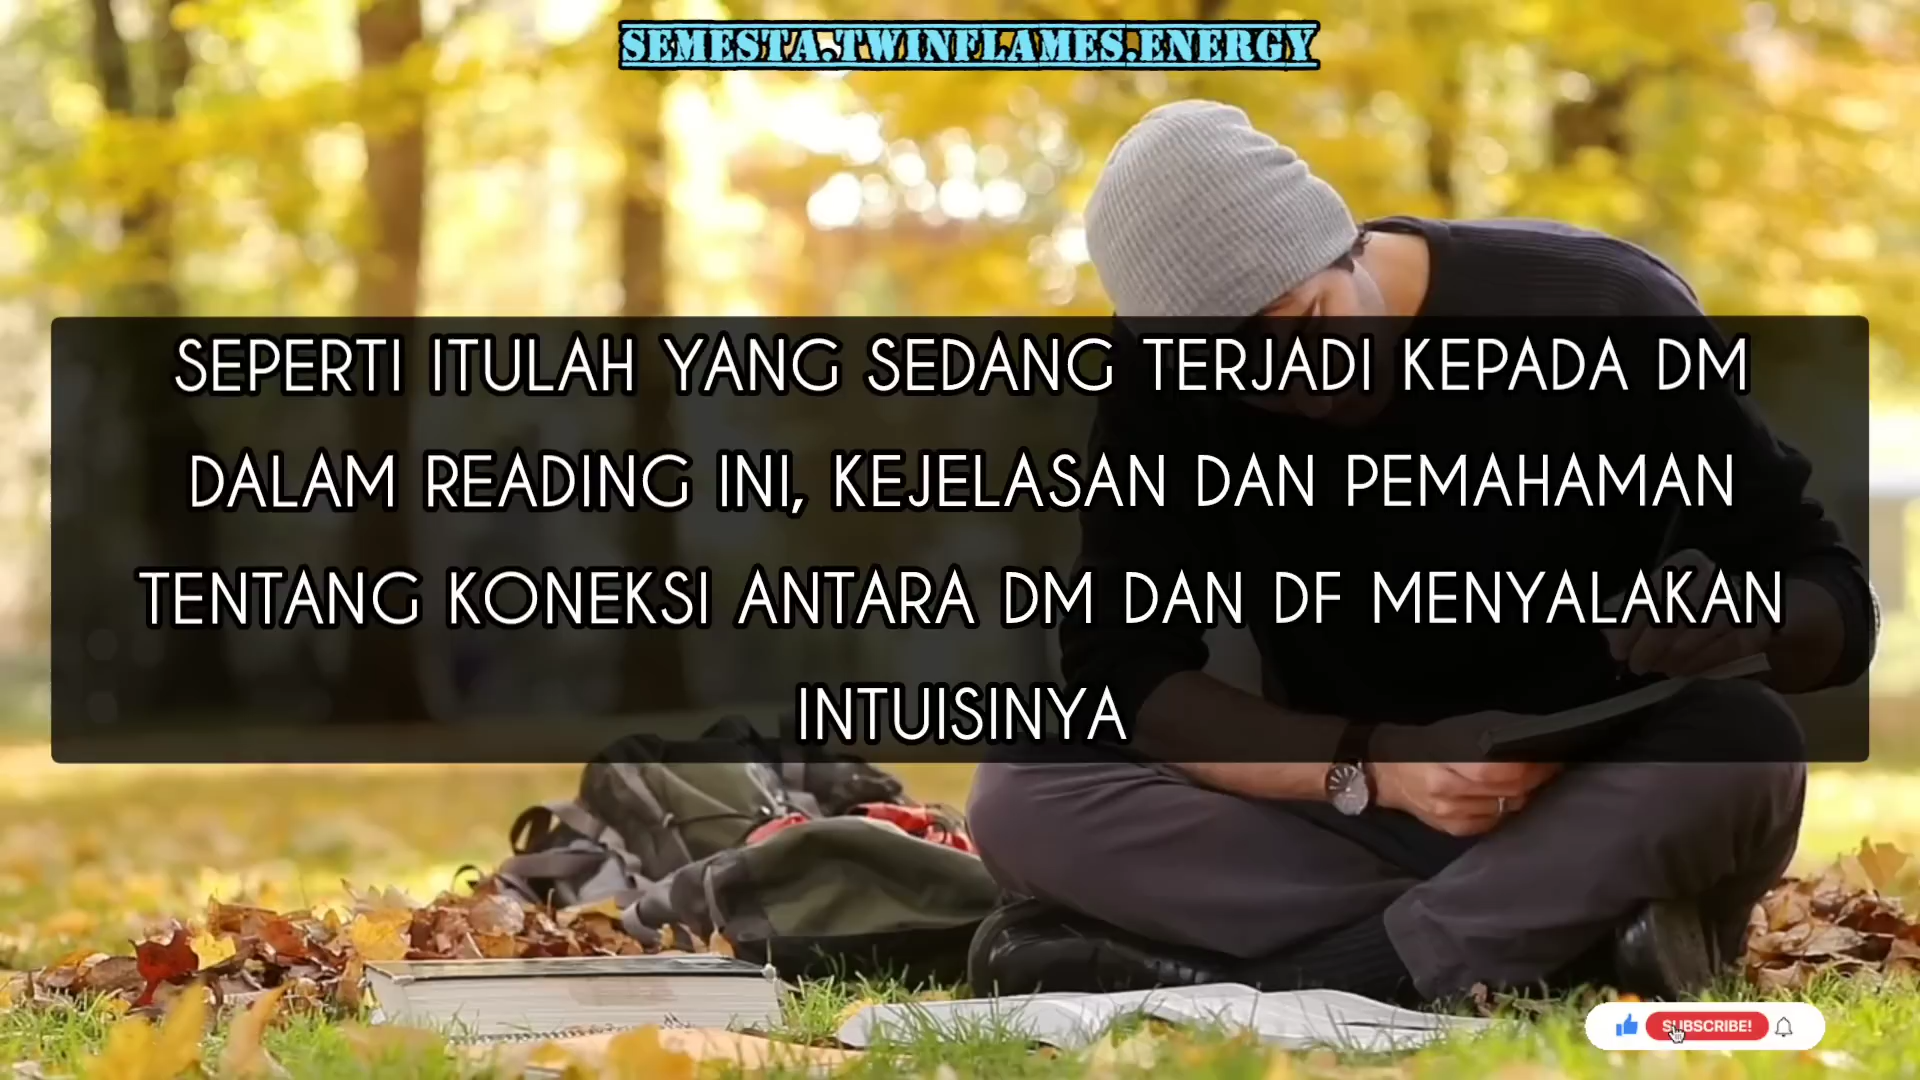 SEMESTA.TWINFLAMES.ENERGY
SEPERTI ITULAH YANG SEDANG TERJADI KEPADA DM
DALAM READING INI, KEJELASAN DAN PEMAHAMAN
TENTANG KONEKSI ANTARA DM DAN DF MENYALAKAN
INTUISINYA
SUBSCRIBE!